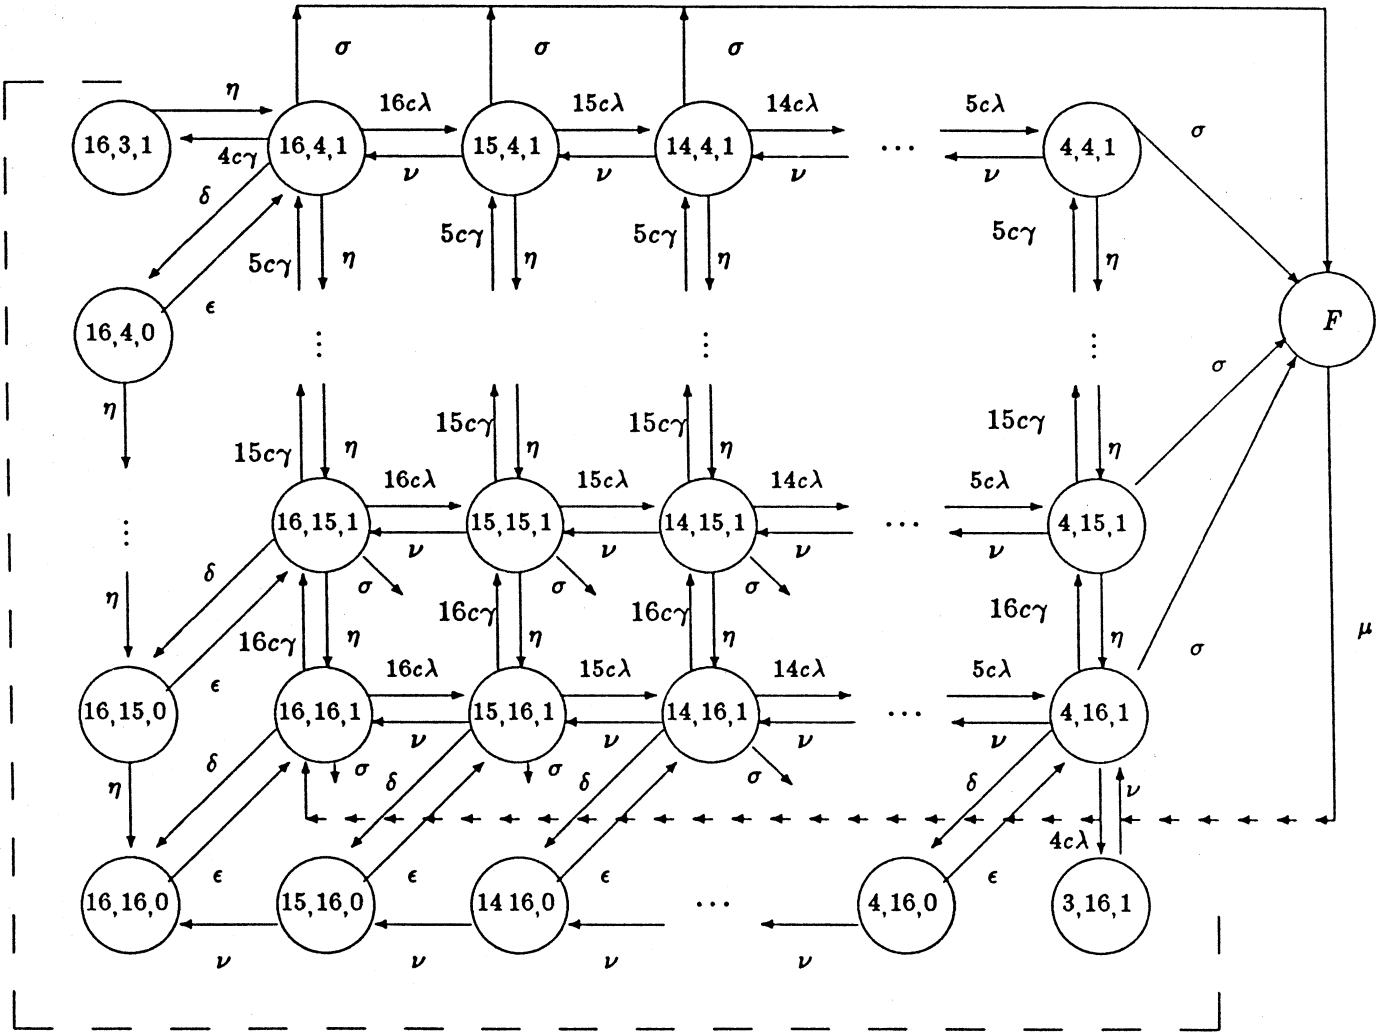 σ σ σ
η 16cλ 15cλ 14cλ 5cλ σ
16,3,1 16,4,1 15,4,1 14,4,1 ... 4,4,1
4cγ ν ν ν ν
δ
5cγ η 5cγ η 5cγ η 5cγ η
ϵ
16,4,0 ⋮ ⋮ ⋮ F
σ
η
15cγ η 15cγ η 15cγ η 15cγ η
16cλ 15cλ 14cλ 5cλ
⋮ 16,15,1 15,15,1 14,15,1 ... 4,15,1
ν ν ν ν
δ σ σ σ
η 16cγ η 16cγ η 16cγ η 16cγ η μ
σ
ϵ 16cλ 15cλ 14cλ 5cλ
16,15,0 16,16,1 15,16,1 14,16,1 ... 4,16,1
ν ν ν ν
δ σ δ σ δ σ δ ν
η
4cλ
ϵ ϵ ϵ ϵ
16,16,0 15,16,0 14 16,0 ... 4,16,0 3,16,1
ν ν ν ν